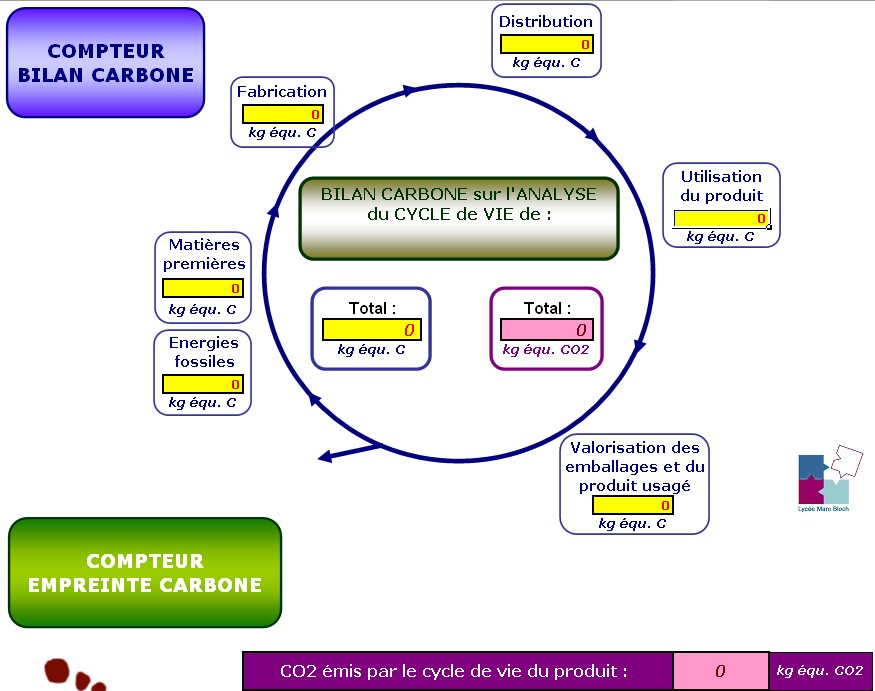 COMPTEUR
BILAN CARBONE
Distribution
0
kg équ. C
Fabrication
0
kg équ. C
Utilisation
du produit
0
kg équ. C
BILAN CARBONE sur l'ANALYSE
du CYCLE de VIE de :
Matières
premières
0
kg équ. C
Total :
0
kg équ. C
Total :
0
kg équ. CO2
Energies
fossiles
0
kg équ. C
Valorisation des
emballages et du
produit usagé
0
kg équ. C
Lycée Marc Bloch
COMPTEUR
EMPREINTE CARBONE
CO2 émis par le cycle de vie du produit : 0 kg équ. CO2